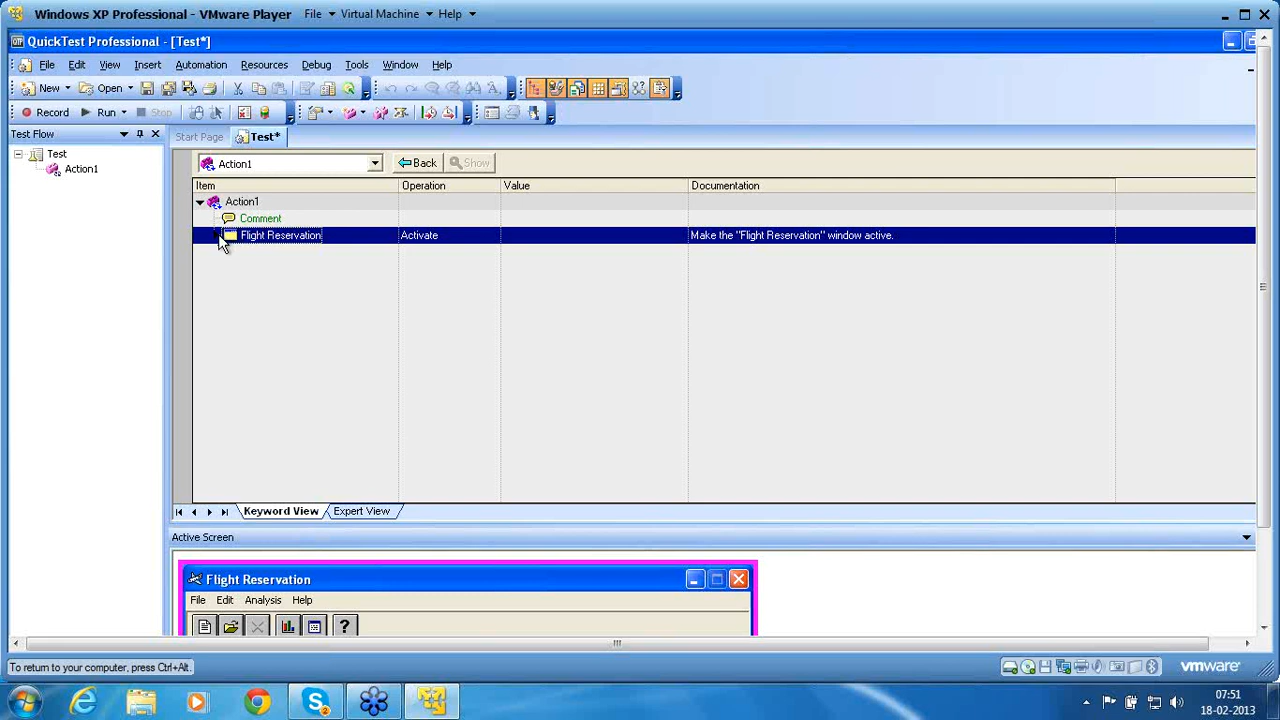 Windows XP Professional - VMware Player File Virtual Machine Help
QuickTest Professional - [Test*]
File Edit View Insert Automation Resources Debug Tools Window Help
New Open
Record Run Stop
Test Flow
Start Page Test*
Test
Action1
Action1 Back Show
Item Operation Value Documentation
Action1
Comment
Flight Reservation Activate Make the "Flight Reservation" window active.
Keyword View Expert View
Active Screen
Flight Reservation
File Edit Analysis Help
To return to your computer, press Ctrl+Alt.
vmware
07:51
18-02-2013